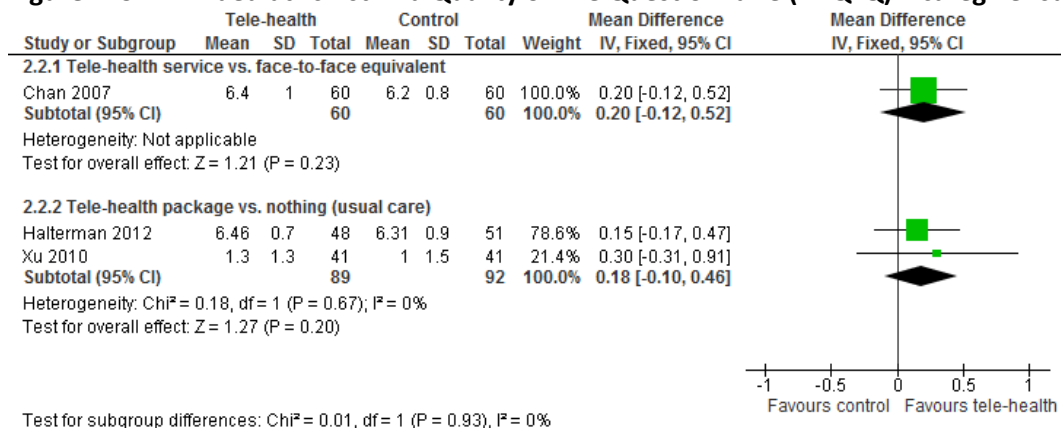 Tele-health Control Mean Difference Mean Difference
Study or Subgroup Mean SD Total Mean SD Total Weight IV, Fixed, 95% CI IV, Fixed, 95% CI
2.2.1 Tele-health service vs. face-to-face equivalent
Chan 2007 6.4 1 60 6.2 0.8 60 100.0% 0.20 [-0.12, 0.52]
Subtotal (95% CI) 60 60 100.0% 0.20 [-0.12, 0.52]
Heterogeneity: Not applicable
Test for overall effect: Z = 1.21 (P = 0.23)
2.2.2 Tele-health package vs. nothing (usual care)
Halterman 2012 6.46 0.7 48 6.31 0.9 51 78.6% 0.15 [-0.17, 0.47]
Xu 2010 1.3 1.3 41 1 1.5 41 21.4% 0.30 [-0.31, 0.91]
Subtotal (95% CI) 89 92 100.0% 0.18 [-0.10, 0.46]
Heterogeneity: Chi² = 0.18, df = 1 (P = 0.67); I² = 0%
Test for overall effect: Z = 1.27 (P = 0.20)
-1 -0.5 0 0.5 1
Favours control Favours tele-health
Test for subgroup differences: Chi² = 0.01, df = 1 (P = 0.93), I² = 0%